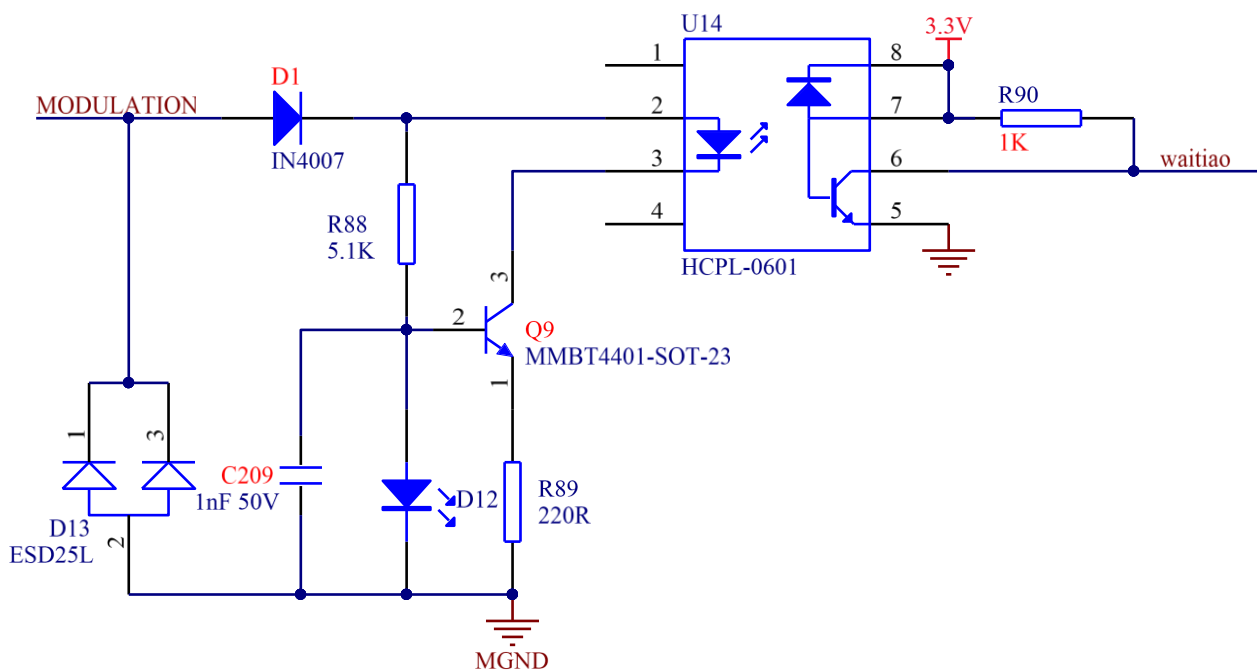 U14
3.3V
1
8
D1
R90
MODULATION
2
7
IN4007
1K
3
6
waitiao
R88
5.1K
4
5
HCPL-0601
3
2
Q9
MMBT4401-SOT-23
1
1
3
C209
1nF 50V
D12
R89
220R
D13
ESD25L
2
MGND